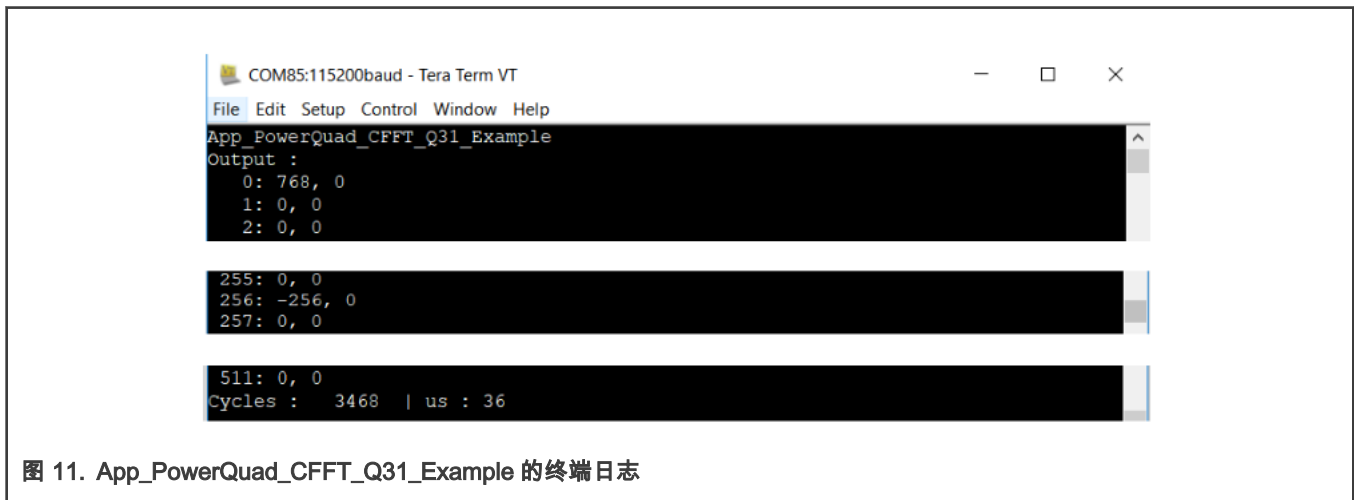 COM85:115200baud - Tera Term VT
File Edit Setup Control Window Help
App_PowerQuad_CFFT_Q31_Example
Output :
0: 768, 0
1: 0, 0
2: 0, 0
255: 0, 0
256: -256, 0
257: 0, 0
511: 0, 0
Cycles : 3468 | us : 36
图 11. App_PowerQuad_CFFT_Q31_Example 的终端日志